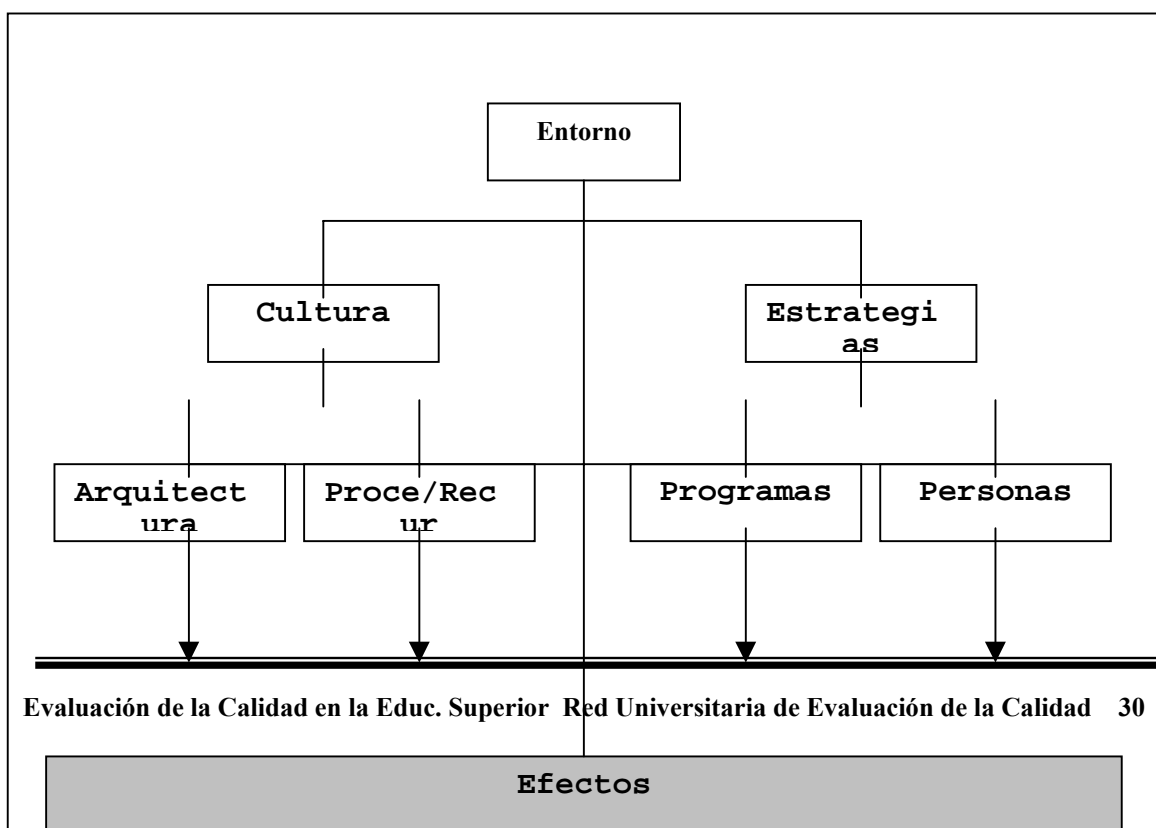 Entorno
Cultura
Estrategi
as
Arquitect
ura
Proce/Recur
ur
Programas
Personas
Evaluación de la Calidad en la Educ. Superior Red Universitaria de Evaluación de la Calidad 30
Efectos